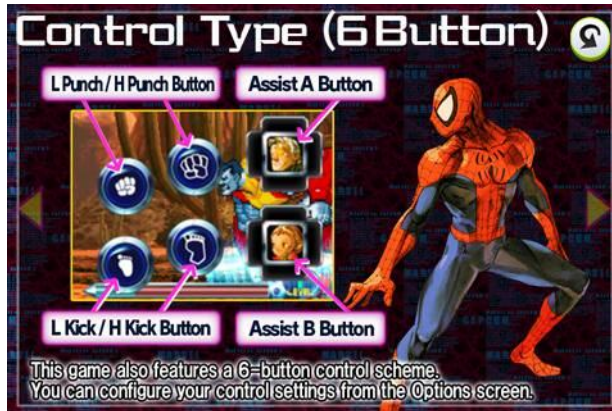 Control Type (6 Button)
L Punch / H Punch Button
Assist A Button
L Kick / H Kick Button
Assist B Button
This game also features a 6-button control scheme.
You can configure your control settings from the Options screen.